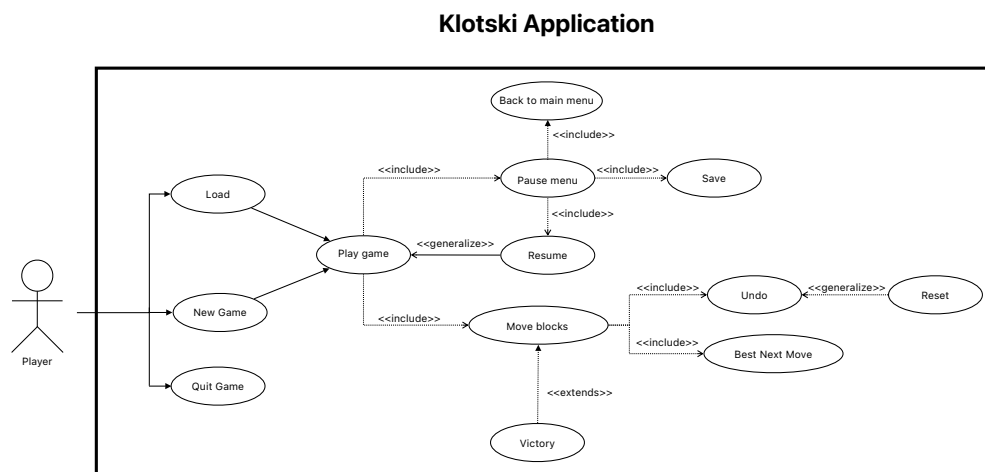 Klotski Application
Back to main menu
<<include>>
<<include>>
<<include>>
Load
Pause menu
Save
<<include>>
Play game
<<generalize>>
Resume
<<include>>
<<generalize>>
Undo
Reset
New Game
<<include>>
Move blocks
<<include>>
Best Next Move
Player
Quit Game
<<extends>>
Victory